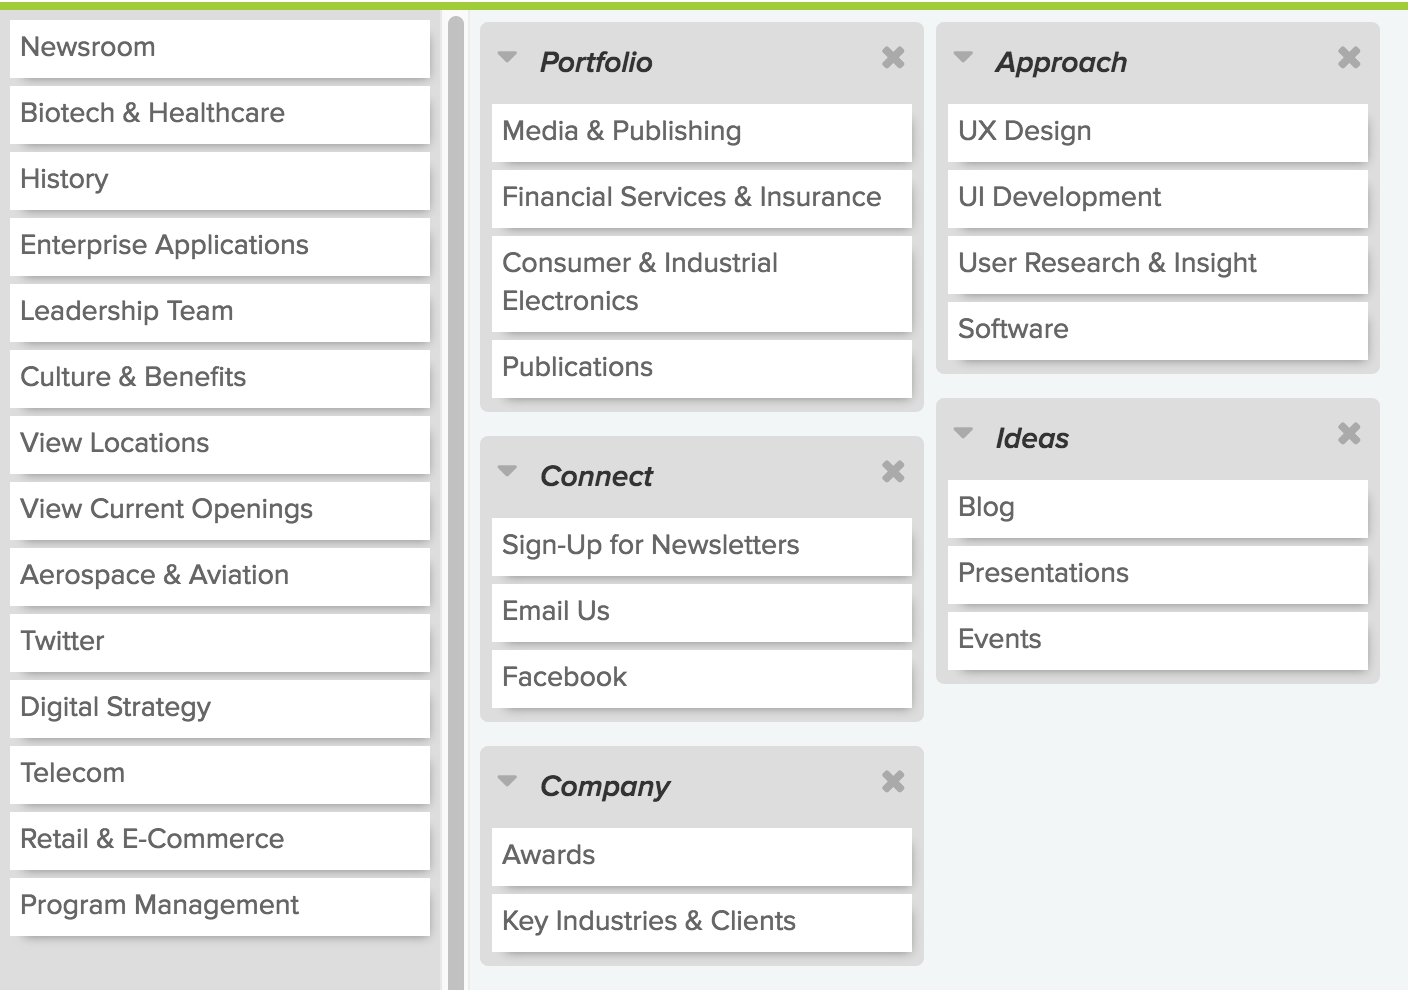 Newsroom
Biotech & Healthcare
History
Enterprise Applications
Leadership Team
Culture & Benefits
View Locations
View Current Openings
Aerospace & Aviation
Twitter
Digital Strategy
Telecom
Retail & E-Commerce
Program Management
Portfolio
Media & Publishing
Financial Services & Insurance
Consumer & Industrial
Electronics
Publications
Connect
Sign-Up for Newsletters
Email Us
Facebook
Company
Awards
Key Industries & Clients
Approach
UX Design
UI Development
User Research & Insight
Software
Ideas
Blog
Presentations
Events